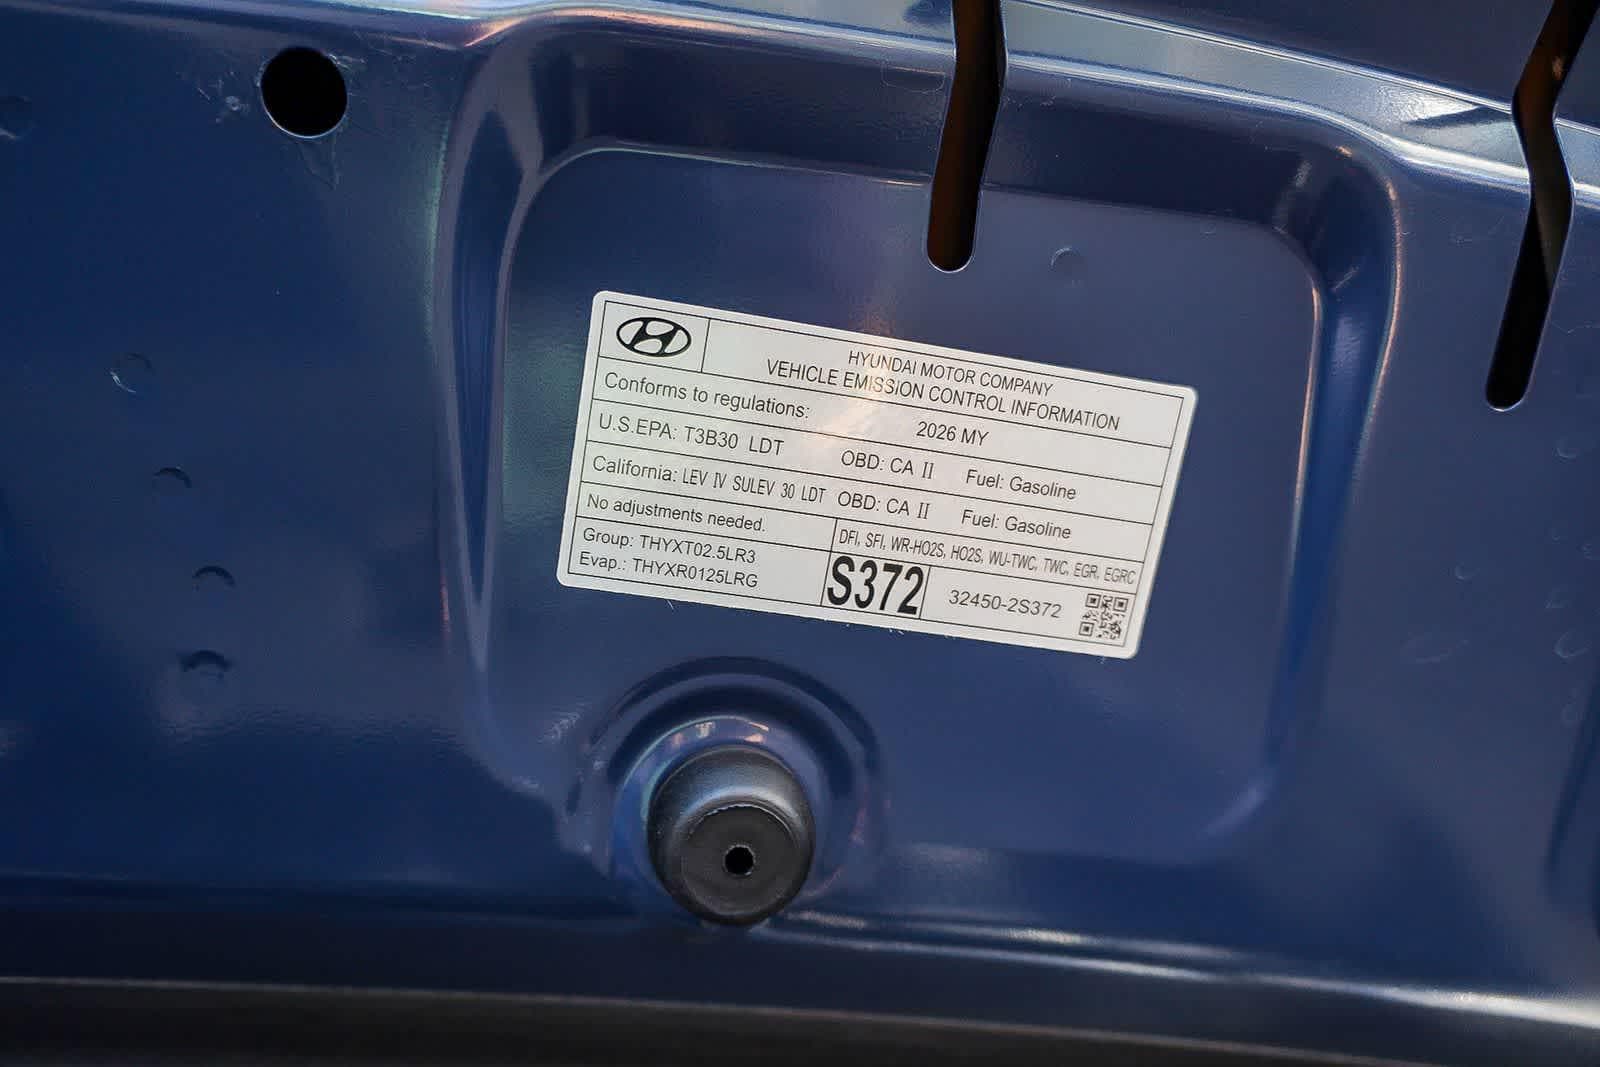 HYUNDAI MOTOR COMPANY
VEHICLE EMISSION CONTROL INFORMATION
Conforms to regulations: 2026 MY
U.S.EPA: T3B30 LDT OBD: CA II Fuel: Gasoline
California: LEV IV SULEV 30 LDT OBD: CA II Fuel: Gasoline
No adjustments needed. DFI, SFI, WR-HO2S, HO2S, WU-TWC, TWC, EGR, EGRC
Group: THYXT02.5LR3
Evap.: THYXR0125LRG
S372 32450-2S372